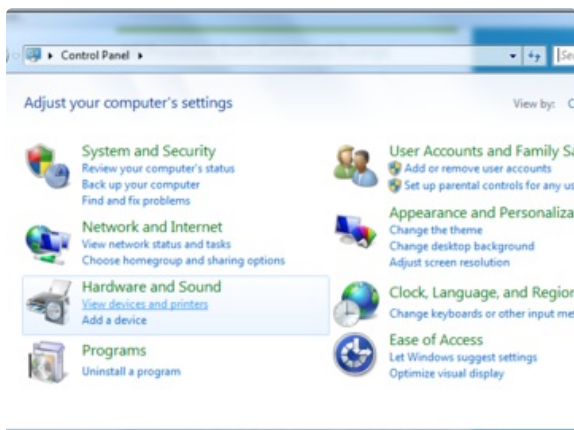 Control Panel
Adjust your computer's settings
View by:
System and Security
Review your computer's status
Back up your computer
Find and fix problems
Network and Internet
View network status and tasks
Choose homegroup and sharing options
Hardware and Sound
View devices and printers
Add a device
Programs
Uninstall a program
User Accounts and Family
Add or remove user accounts
Set up parental controls for any
Appearance and
Change the theme
Change desktop background
Adjust screen resolution
Clock, Language, and
Change keyboards or other input
Ease of Access
Let Windows suggest settings
Optimize visual display